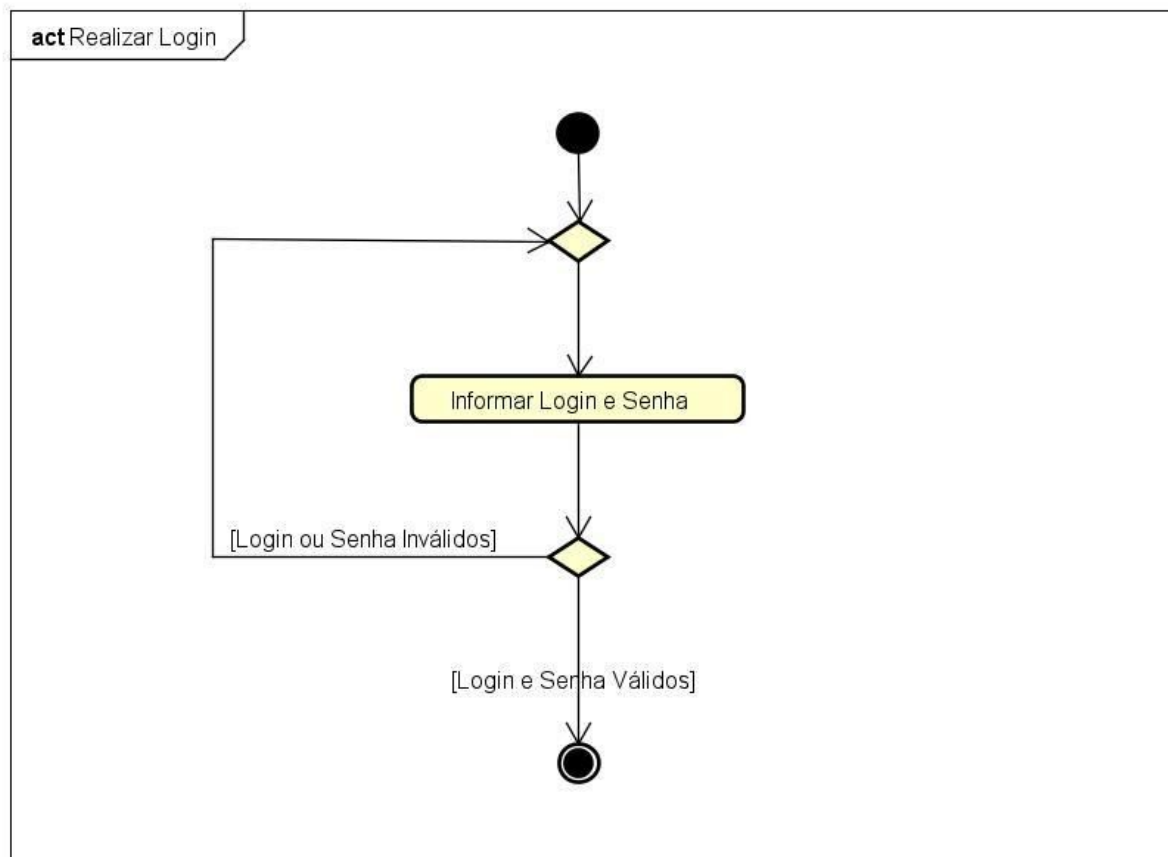 act Realizar Login
Informar Login e Senha
[Login ou Senha Inválidos]
[Login e Senha Válidos]